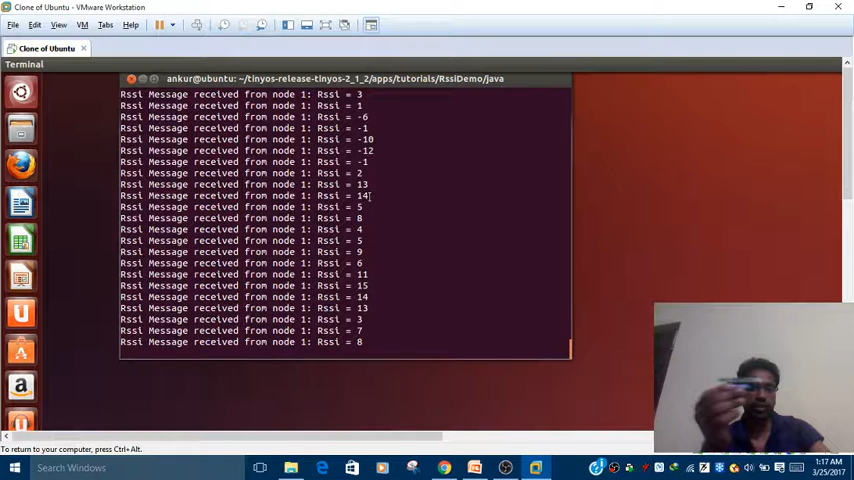 Clone of Ubuntu - VMware Workstation
File Edit View VM Tabs Help
Clone of Ubuntu
Terminal
ankur@ubuntu: ~/tinyos-release-tinyos-2_1_2/apps/tutorials/RssiDemo/java
Rssi Message received from node 1: Rssi = 3
Rssi Message received from node 1: Rssi = 1
Rssi Message received from node 1: Rssi = -6
Rssi Message received from node 1: Rssi = -1
Rssi Message received from node 1: Rssi = -10
Rssi Message received from node 1: Rssi = -12
Rssi Message received from node 1: Rssi = -1
Rssi Message received from node 1: Rssi = 2
Rssi Message received from node 1: Rssi = 13
Rssi Message received from node 1: Rssi = 14
Rssi Message received from node 1: Rssi = 5
Rssi Message received from node 1: Rssi = 8
Rssi Message received from node 1: Rssi = 4
Rssi Message received from node 1: Rssi = 5
Rssi Message received from node 1: Rssi = 9
Rssi Message received from node 1: Rssi = 6
Rssi Message received from node 1: Rssi = 11
Rssi Message received from node 1: Rssi = 15
Rssi Message received from node 1: Rssi = 14
Rssi Message received from node 1: Rssi = 13
Rssi Message received from node 1: Rssi = 3
Rssi Message received from node 1: Rssi = 7
Rssi Message received from node 1: Rssi = 8
To return to your computer, press Ctrl+Alt.
Search Windows
1:17 AM
3/25/2017